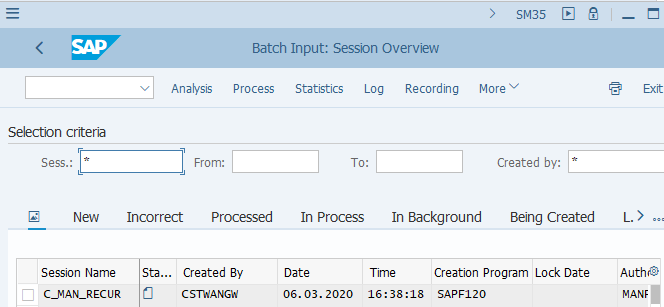 SM35
SAP Batch Input: Session Overview
Analysis Process Statistics Log Recording More Exit
Selection criteria
Sess.: * From: To: Created by: *
New Incorrect Processed In Process In Background Being Created L.
Session Name Sta... Created By Date Time Creation Program Lock Date
C_MAN_RECUR CSTWANGW 06.03.2020 16:38:18 SAPF120